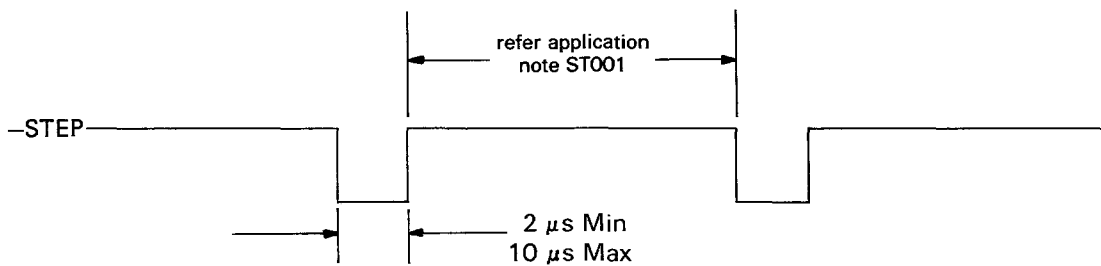 refer application
note ST001
—STEP
2 μs Min
10 μs Max